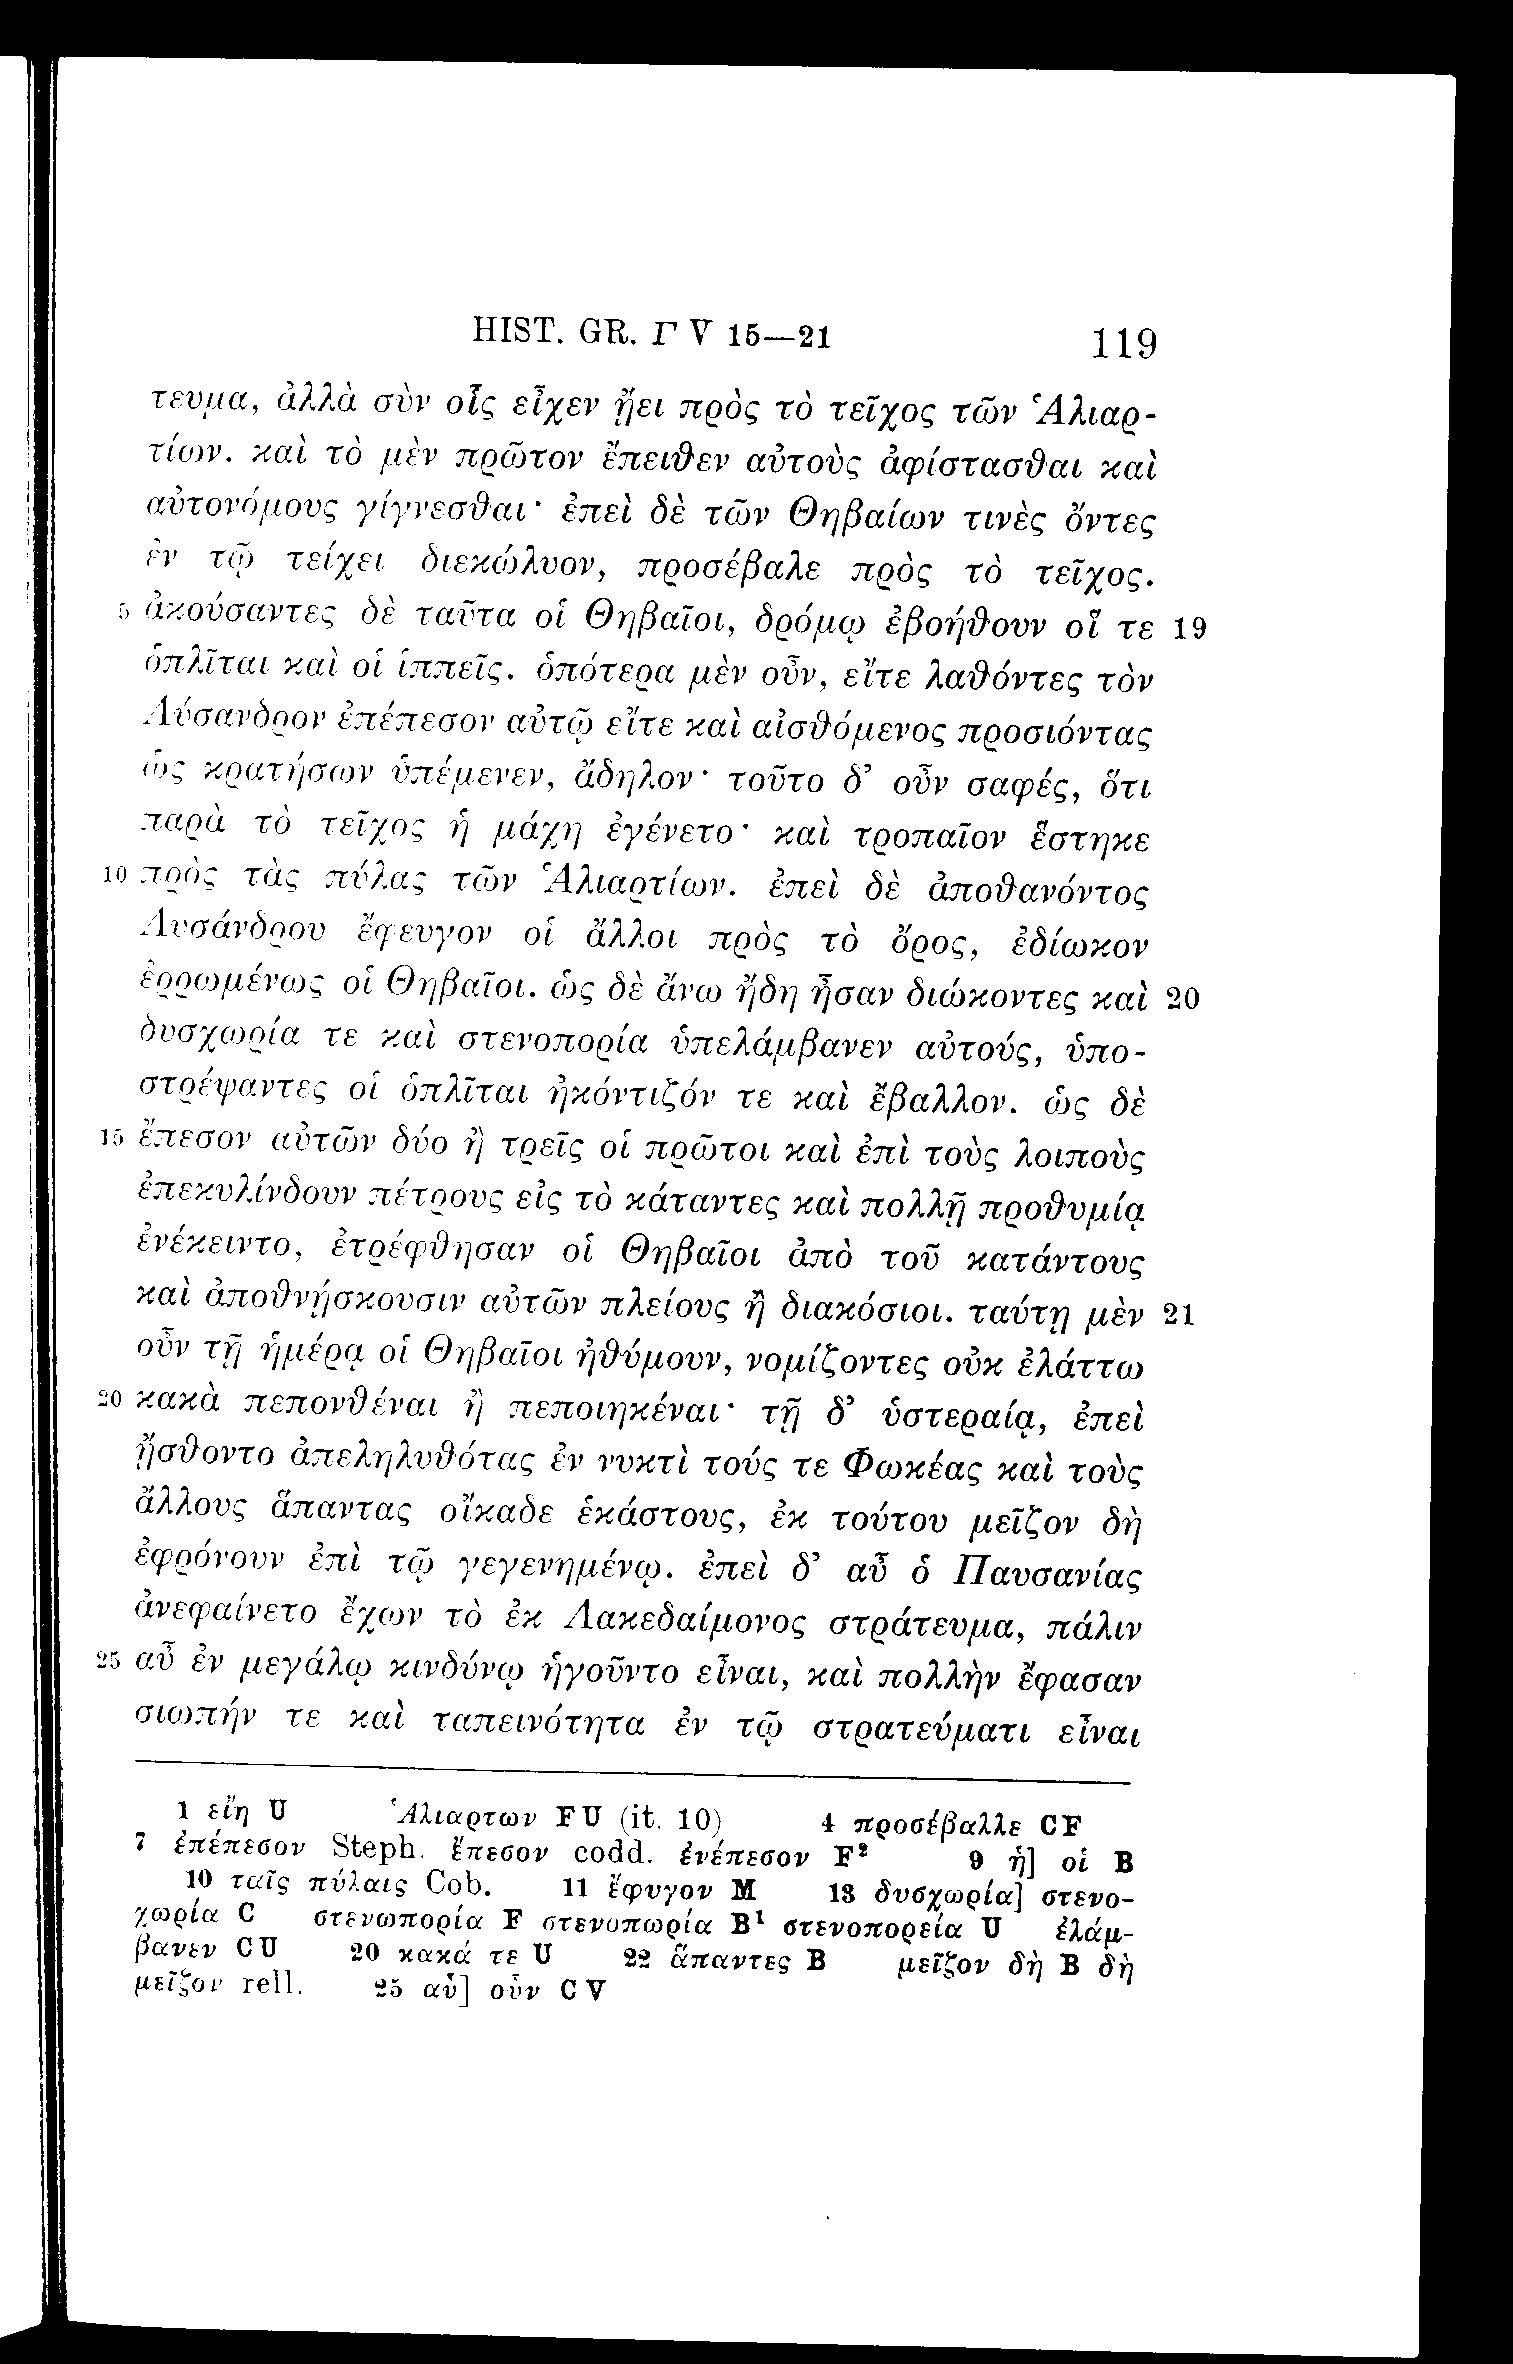 HIST. GR. Γ V 15—21 119
τευμα, ἀλλὰ σὺν οἷς εἶχεν ᾔει πρὸς τὸ τεῖχος τῶν Ἁλιαρ-
τίων. καὶ τὸ μὲν πρῶτον ἔπειθεν αὐτοὺς ἀφίστασθαι καὶ
αὐτονόμους γίγνεσθαι· ἐπεὶ δὲ τῶν Θηβαίων τινὲς ὄντες
ἐν τῷ τείχει διεκώλυον, προσέβαλε πρὸς τὸ τεῖχος.
5 ἀκούσαντες δὲ ταῦτα οἱ Θηβαῖοι, δρόμῳ ἐβοήθουν οἵ τε 19
ὁπλῖται καὶ οἱ ἱππεῖς. ὁπότερα μὲν οὖν, εἴτε λαθόντες τὸν
Λύσανδρον ἐπέπεσον αὐτῷ εἴτε καὶ αἰσθόμενος προσιόντας
ὡς κρατήσων ὑπέμενεν, ἄδηλον· τοῦτο δ’ οὖν σαφές, ὅτι
παρὰ τὸ τεῖχος ἡ μάχη ἐγένετο· καὶ τροπαῖον ἕστηκε
10 πρὸς τὰς πύλας τῶν Ἁλιαρτίων. ἐπεὶ δὲ ἀποθανόντος
Λυσάνδρου ἔφευγον οἱ ἄλλοι πρὸς τὸ ὄρος, ἐδίωκον
ἐρρωμένως οἱ Θηβαῖοι. ὡς δὲ ἄνω ἤδη ἦσαν διώκοντες καὶ 20
δυσχωρία τε καὶ στενοπορία ὑπελάμβανεν αὐτούς, ὑπο-
στρέψαντες οἱ ὁπλῖται ἠκόντιζόν τε καὶ ἔβαλλον. ὡς δὲ
15 ἔπεσον αὐτῶν δύο ἢ τρεῖς οἱ πρῶτοι καὶ ἐπὶ τοὺς λοιποὺς
ἐπεκυλίνδουν πέτρους εἰς τὸ κάταντες καὶ πολλῇ προθυμίᾳ
ἐνέκειντο, ἐτρέφθησαν οἱ Θηβαῖοι ἀπὸ τοῦ κατάντους
καὶ ἀποθνῄσκουσιν αὐτῶν πλείους ἢ διακόσιοι. ταύτῃ μὲν 21
οὖν τῇ ἡμέρᾳ οἱ Θηβαῖοι ἠθύμουν, νομίζοντες οὐκ ἐλάττω
20 κακὰ πεπονθέναι ἢ πεποιηκέναι· τῇ δ’ ὑστεραίᾳ, ἐπεὶ
ᾔσθοντο ἀπεληλυθότας ἐν νυκτὶ τούς τε Φωκέας καὶ τοὺς
ἄλλους ἅπαντας οἴκαδε ἑκάστους, ἐκ τούτου μεῖζον δὴ
ἐφρόνουν ἐπὶ τῷ γεγενημένῳ. ἐπεὶ δ’ αὖ ὁ Παυσανίας
ἀνεφαίνετο ἔχων τὸ ἐκ Λακεδαίμονος στράτευμα, πάλιν
25 αὖ ἐν μεγάλῳ κινδύνῳ ἡγοῦντο εἶναι, καὶ πολλὴν ἔφασαν
σιωπήν τε καὶ ταπεινότητα ἐν τῷ στρατεύματι εἶναι
1 εἴη U Ἁλιαρτων FU (it. 10) 4 προσέβαλλε CF
7 ἐπέπεσον Steph. ἔπεσον codd. ἐνέπεσον F² 9 ἡ] οἱ B
10 ταῖς πύλαις Cob. 11 ἔφυγον M 13 δυσχωρία] στενο-
χωρία C στενωπορία F στενοπωρία B¹ στενοπορεία U ἐλάμ-
βανεν CU 20 κακά τε U 22 ἅπαντες B μεῖζον δὴ B δὴ
μεῖζον rell. 25 αὖ] οὖν CV